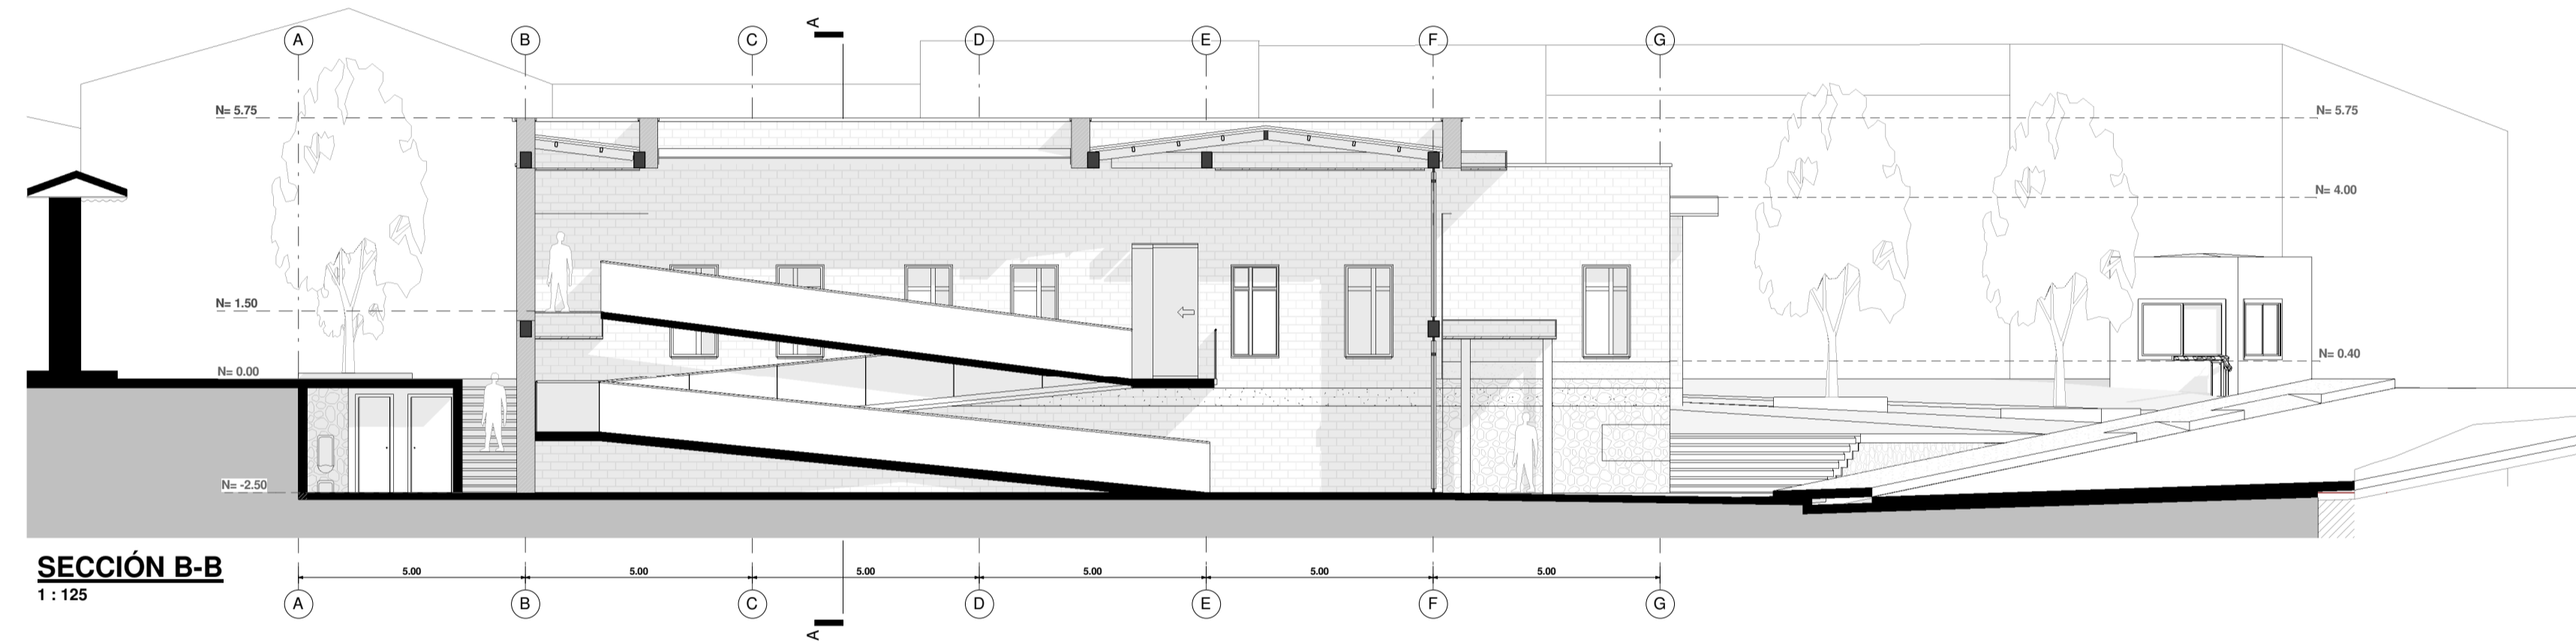 A
A B C D E F G
N= 5.75
N= 5.75
N= 4.00
N= 1.50
N= 0.40
N= 0.00
N= -2.50
SECCIÓN B-B
1 : 125
5.00 5.00 5.00 5.00 5.00 5.00
A B C D E F G
A